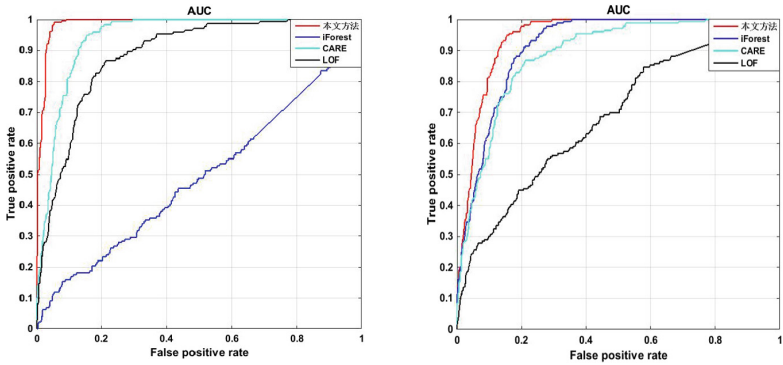 AUC
本文方法
iForest
CARE
LOF
True positive rate
1
0.9
0.8
0.7
0.6
0.5
0.4
0.3
0.2
0.1
0
0
0.2
0.4
0.6
0.8
1
False positive rate
AUC
本文方法
iForest
CARE
LOF
True positive rate
1
0.9
0.8
0.7
0.6
0.5
0.4
0.3
0.2
0.1
0
0
0.2
0.4
0.6
0.8
1
False positive rate